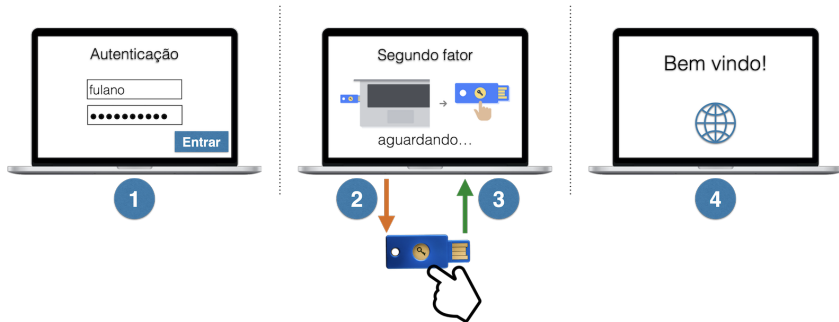 Autenticação
fulano
Entrar
1
Segundo fator
aguardando...
2
3
Bem vindo!
4